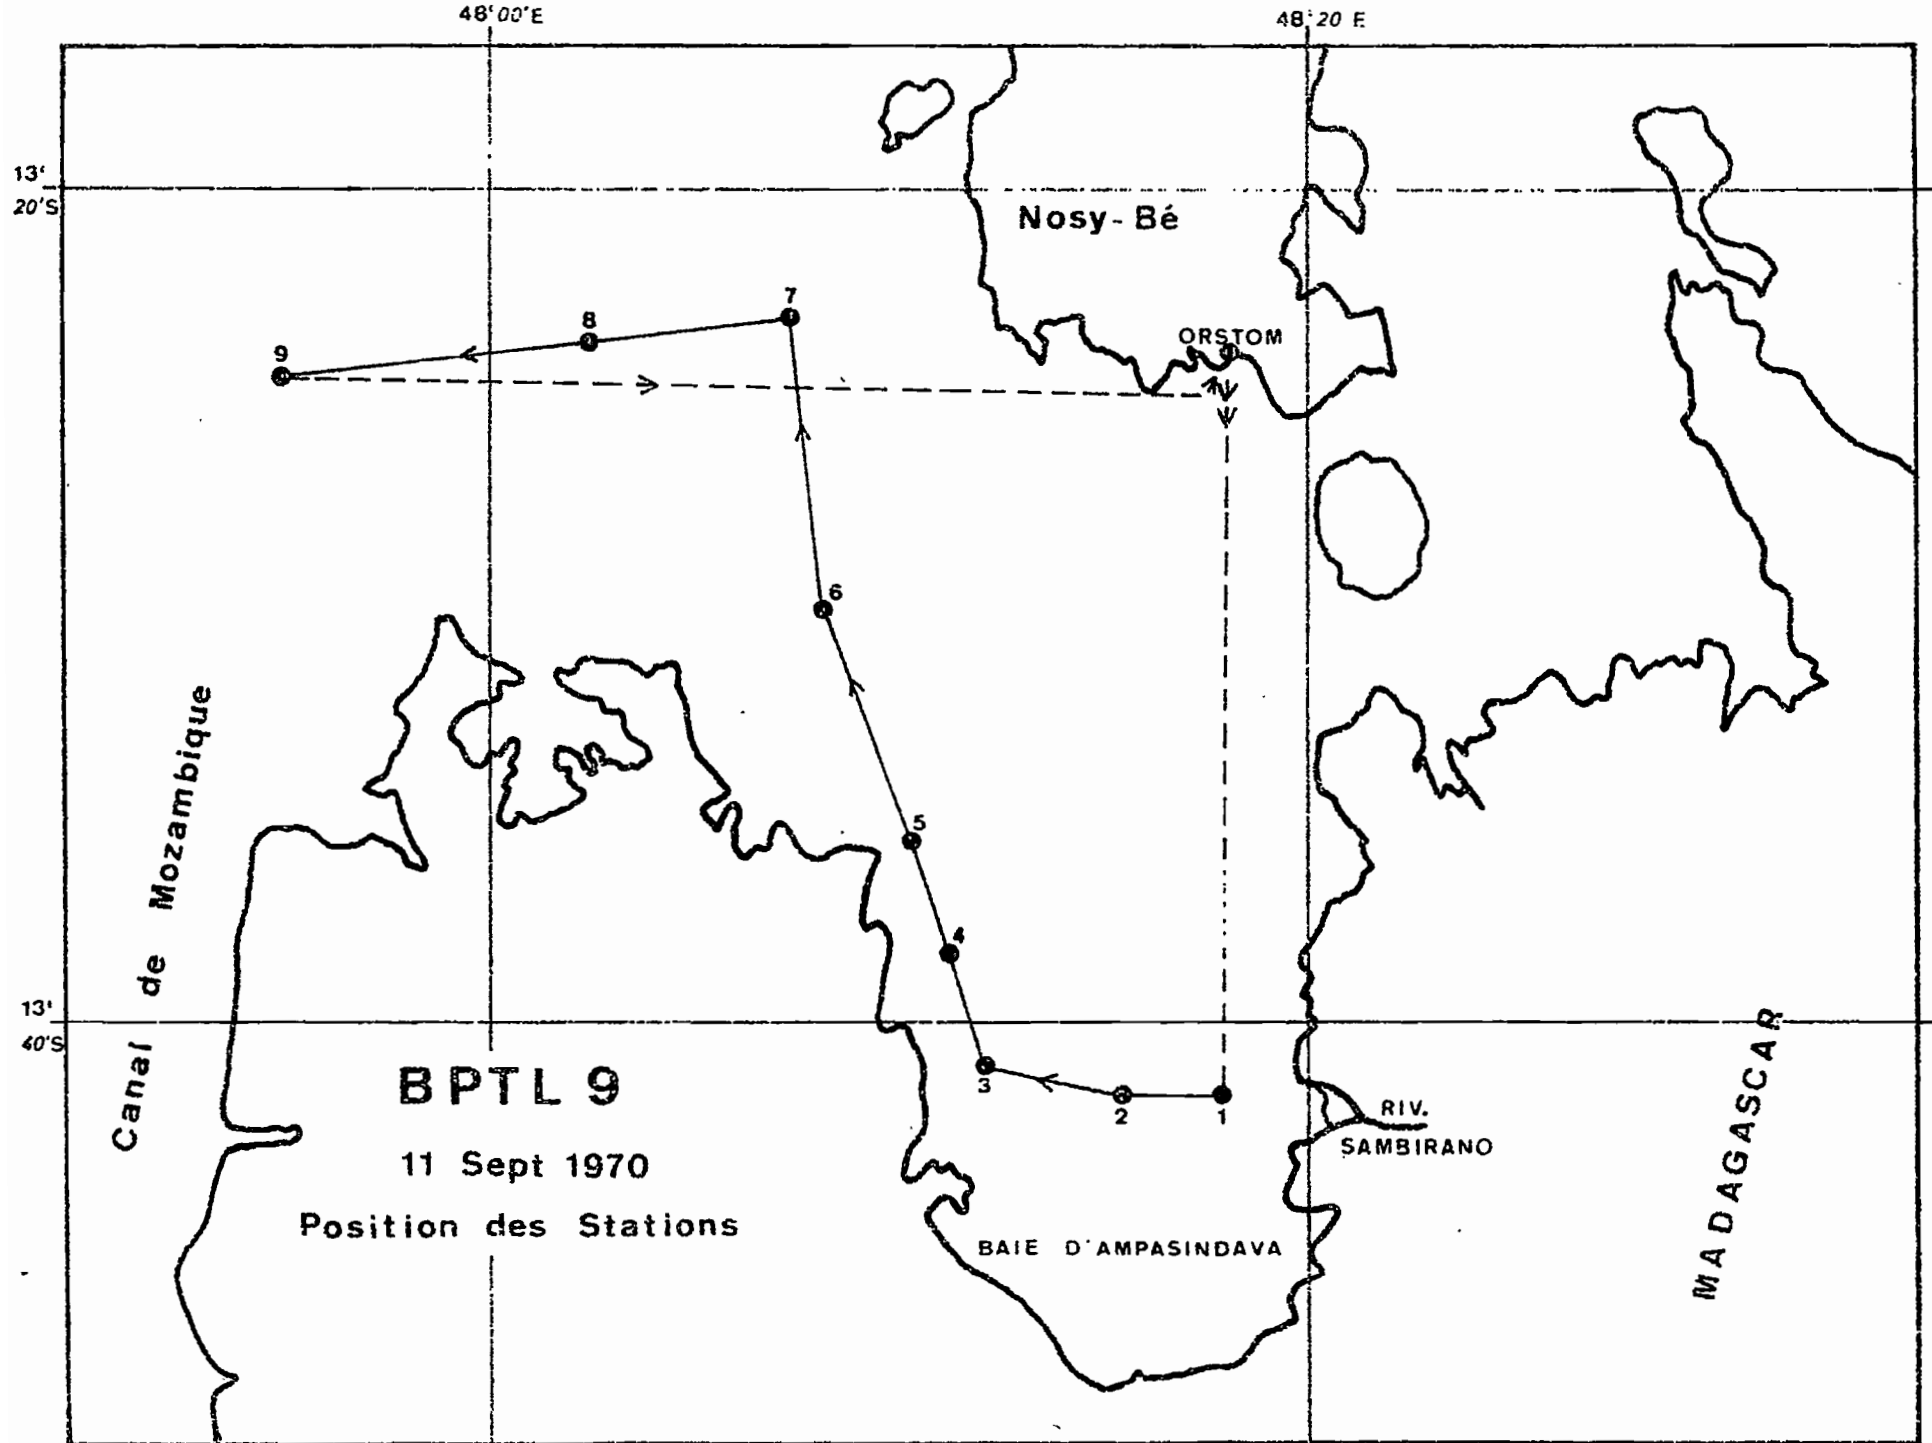 48°00'E
48°20 E
13°
20'S
Nosy-Bé
7
8
9
ORSTOM
6
5
4
13°
40'S
3
2
1
Canal de Mozambique
BPTL 9
11 Sept 1970
Position des Stations
RIV.
SAMBIRANO
BAIE D'AMPASINDAVA
MADAGASCAR